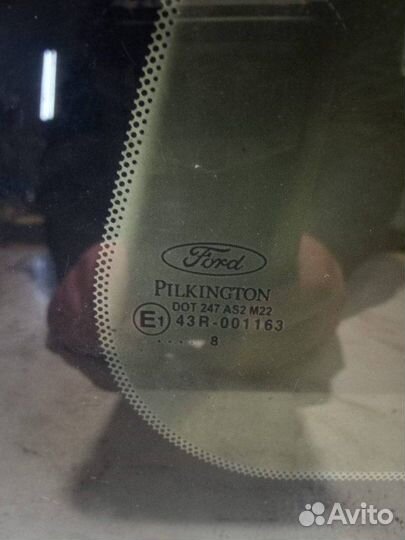 Ford
PILKINGTON
DOT 247 AS2 M22
E1 43R-001163
..... 8
Avito